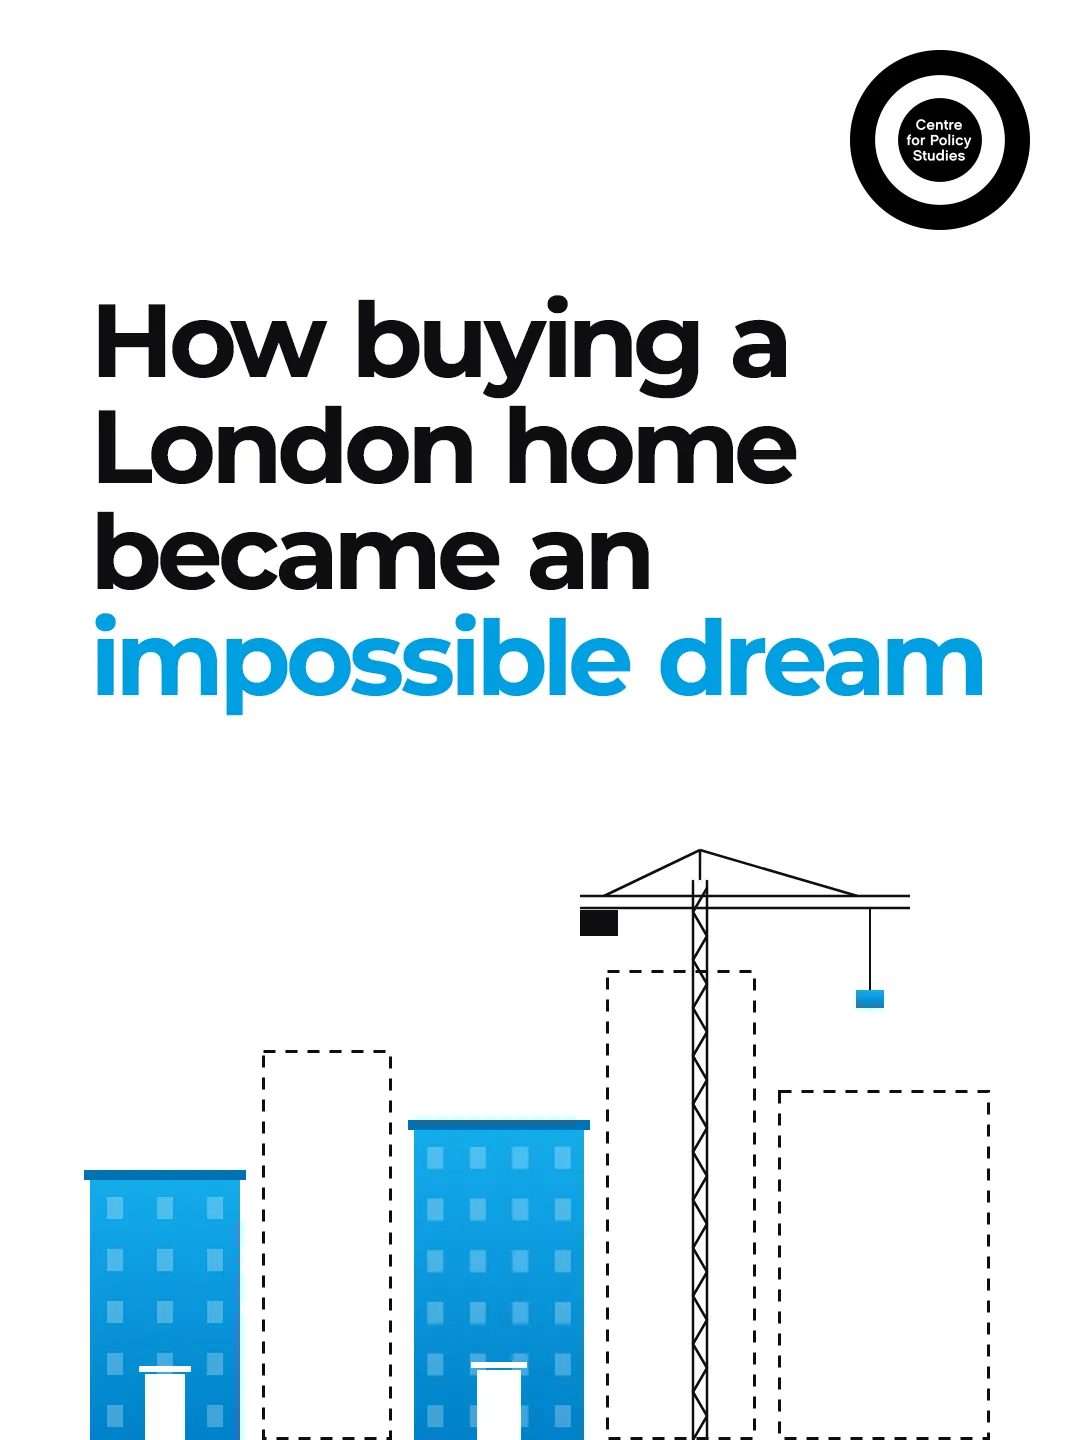 Centre
for Policy
Studies
How buying a
London home
became an
impossible dream